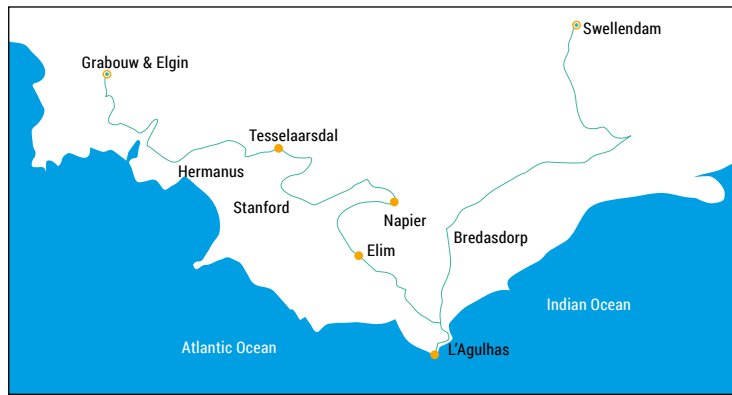 Swellendam
Grabouw & Elgin
Tesselaarsdal
Hermanus
Stanford
Napier
Bredasdorp
Elim
Indian Ocean
Atlantic Ocean
L'Agulhas